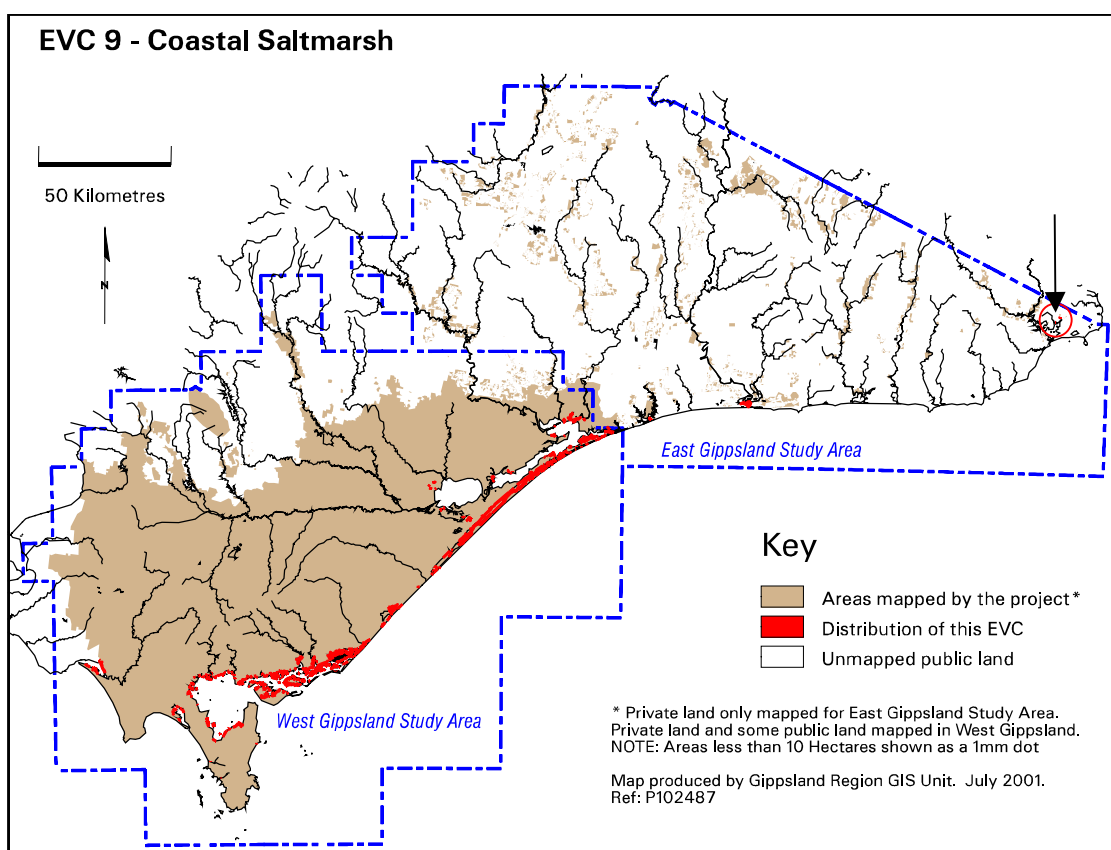 EVC 9 - Coastal Saltmarsh
50 Kilometres
N
East Gippsland Study Area
West Gippsland Study Area
Key
Areas mapped by the project *
Distribution of this EVC
Unmapped public land
* Private land only mapped for East Gippsland Study Area.
Private land and some public land mapped in West Gippsland.
NOTE: Areas less than 10 Hectares shown as a 1mm dot
Map produced by Gippsland Region GIS Unit. July 2001.
Ref: P102487